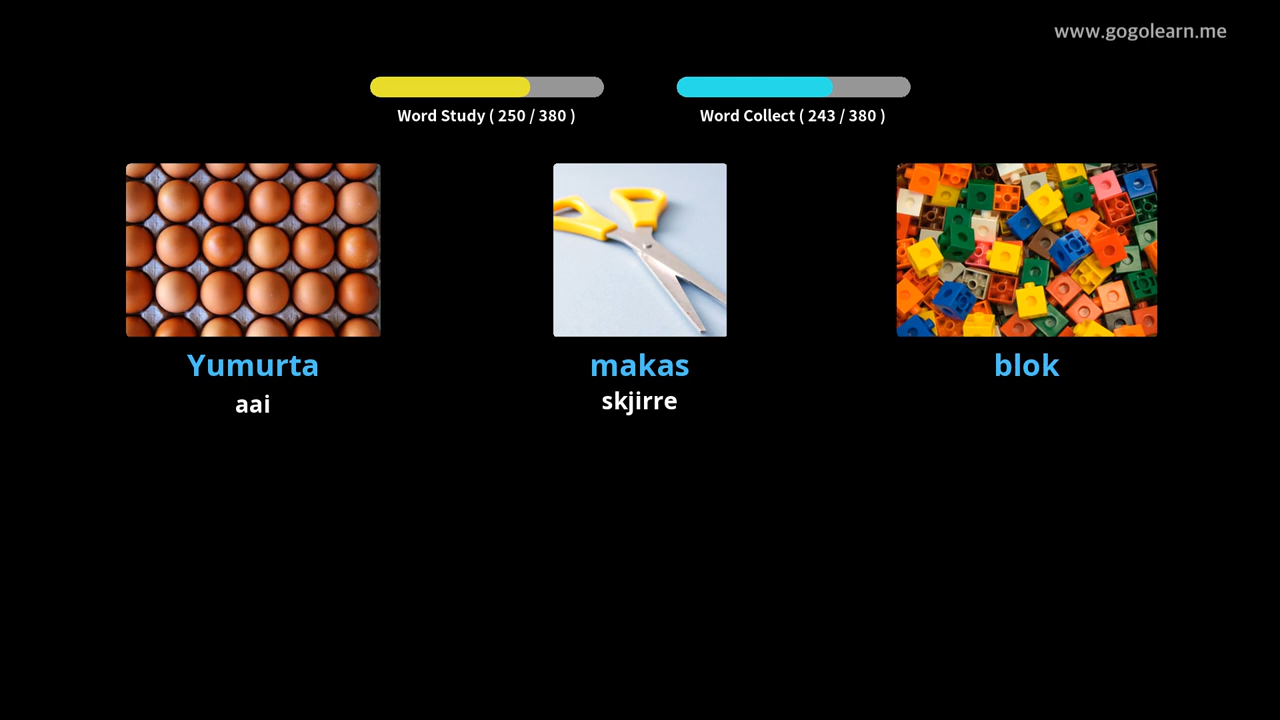 www.gogolearn.me
Word Study ( 250 / 380 )
Word Collect ( 243 / 380 )
Yumurta
aai
makas
skjirre
blok